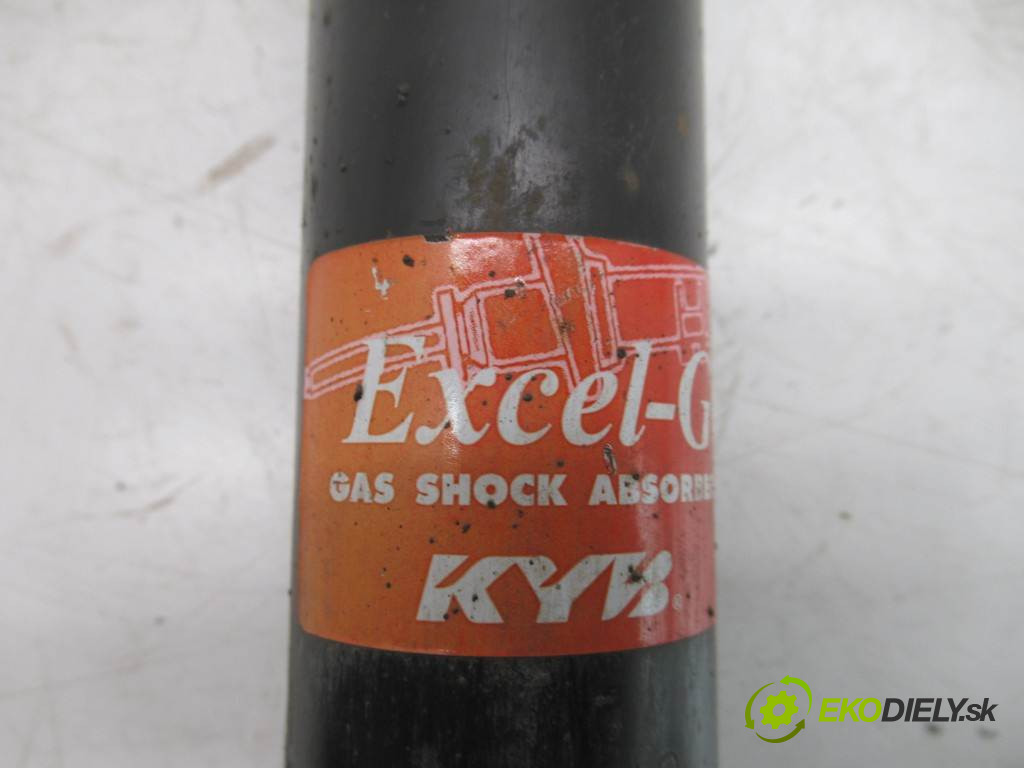 Excel-G
GAS SHOCK ABSORBE
KYB
EKODIELY.sk